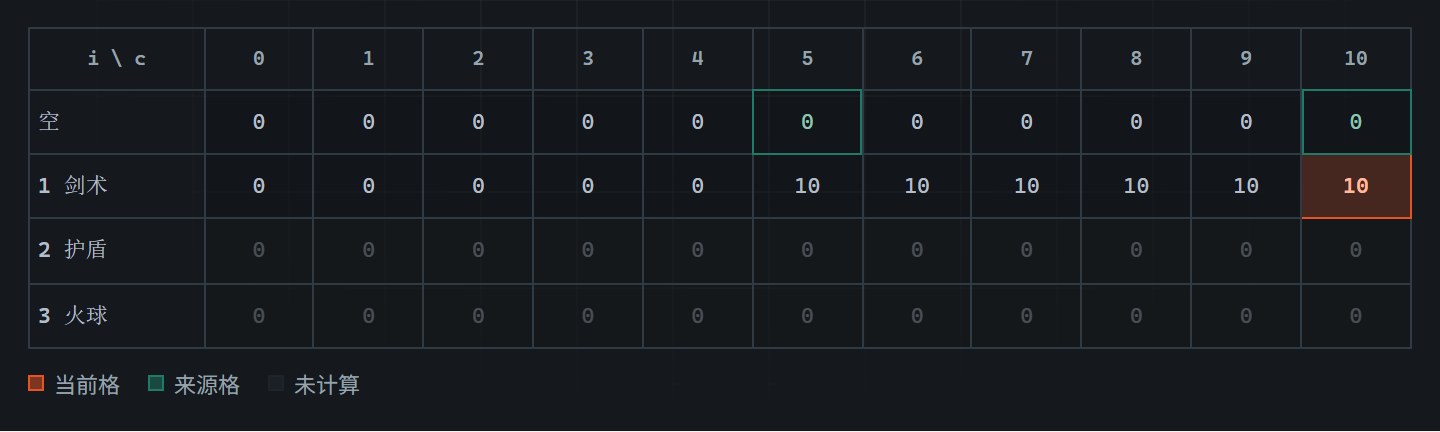 i \ c 0 1 2 3 4 5 6 7 8 9 10
空 0 0 0 0 0 0 0 0 0 0 0
1 剑术 0 0 0 0 0 10 10 10 10 10 10
2 护盾 0 0 0 0 0 0 0 0 0 0 0
3 火球 0 0 0 0 0 0 0 0 0 0 0
当前格 来源格 未计算